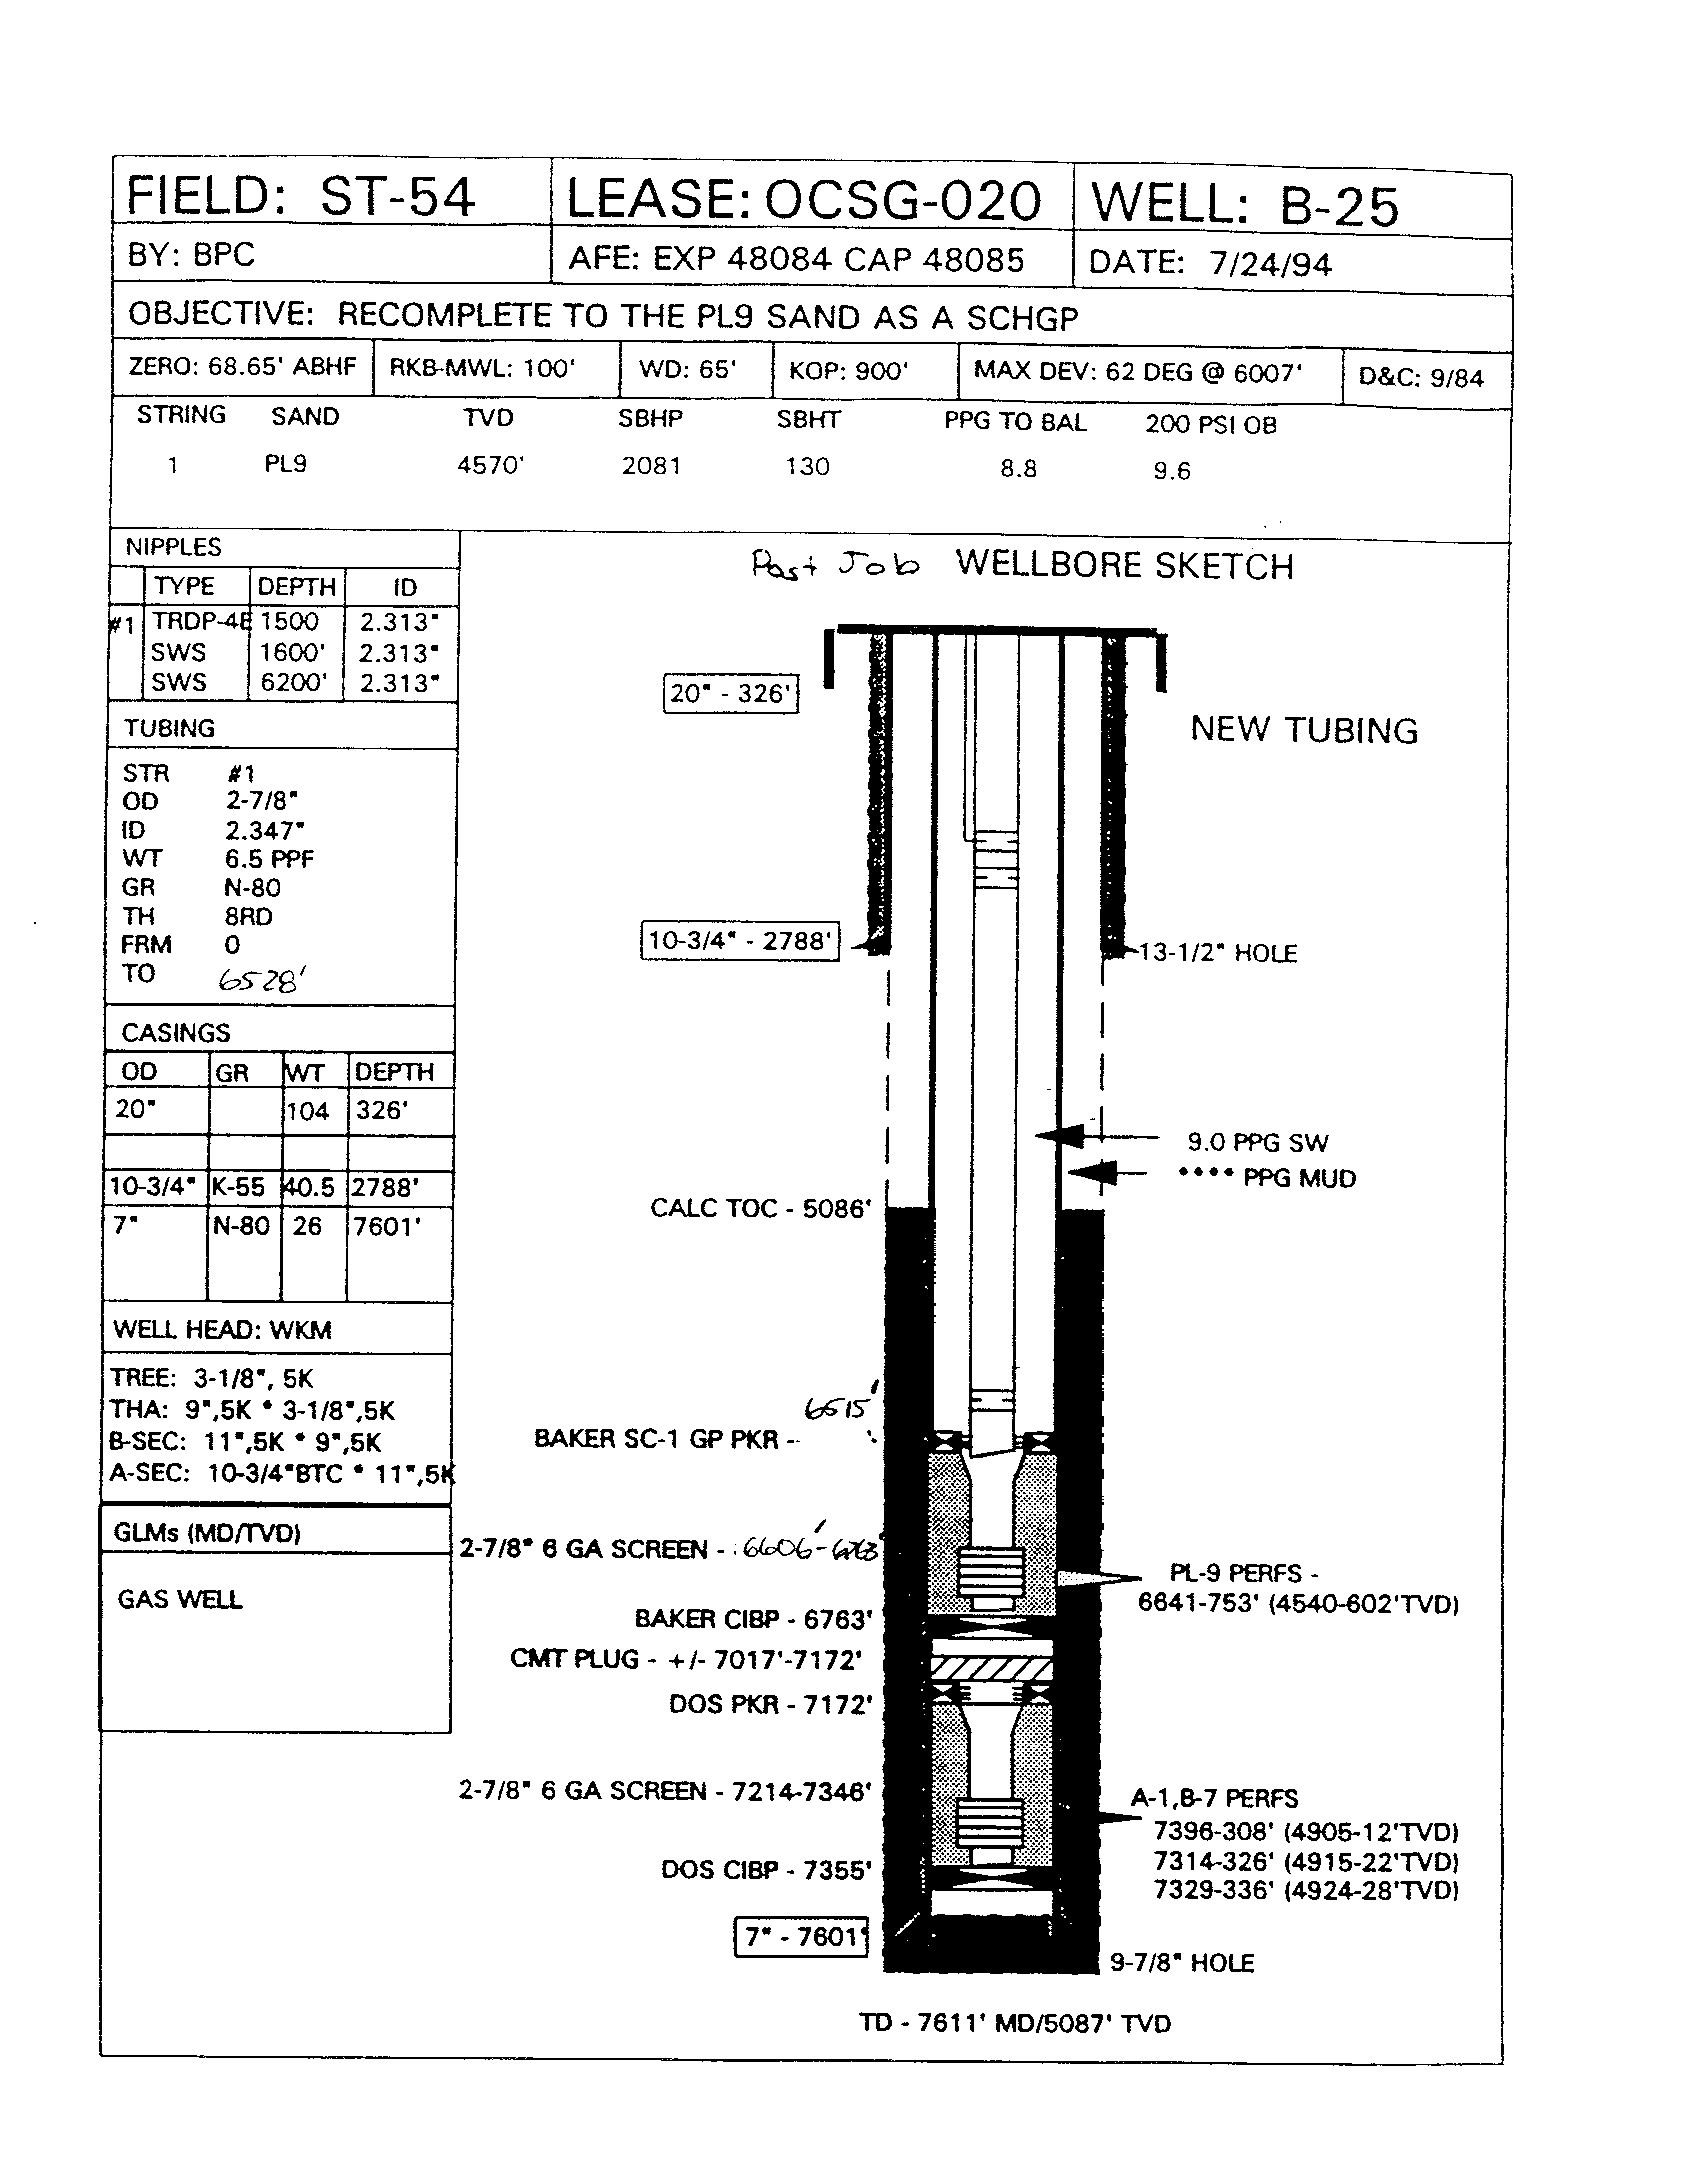 FIELD: ST-54 LEASE: OCSG-020 WELL: B-25
BY: BPC AFE: EXP 48084 CAP 48085 DATE: 7/24/94
OBJECTIVE: RECOMPLETE TO THE PL9 SAND AS A SCHGP
ZERO: 68.65' ABHF RKB-MWL: 100' WD: 65' KOP: 900' MAX DEV: 62 DEG @ 6007' D&C: 9/84
STRING SAND TVD SBHP SBHT PPG TO BAL 200 PSI OB
1 PL9 4570' 2081 130 8.8 9.6
NIPPLES
TYPE DEPTH ID
#1 TRDP-4E 1500 2.313"
SWS 1600' 2.313"
SWS 6200' 2.313"
TUBING
STR #1
OD 2-7/8"
ID 2.347"
WT 6.5 PPF
GR N-80
TH 8RD
FRM 0
TO 6528'
CASINGS
OD GR WT DEPTH
20" 104 326'
10-3/4" K-55 40.5 2788'
7" N-80 26 7601'
WELL HEAD: WKM
TREE: 3-1/8", 5K
THA: 9",5K * 3-1/8",5K
B-SEC: 11",5K * 9",5K
A-SEC: 10-3/4"BTC * 11",5K
GLMs (MD/TVD)
GAS WELL
Post Job WELLBORE SKETCH
20" - 326'
NEW TUBING
10-3/4" - 2788'
13-1/2" HOLE
9.0 PPG SW
•••• PPG MUD
CALC TOC - 5086'
6515'
BAKER SC-1 GP PKR -
2-7/8" 6 GA SCREEN - 6606'-
PL-9 PERFS -
6641-753' (4540-602'TVD)
BAKER CIBP - 6763'
CMT PLUG - +/- 7017'-7172'
DOS PKR - 7172'
2-7/8" 6 GA SCREEN - 7214-7346'
A-1,B-7 PERFS
7396-308' (4905-12'TVD)
7314-326' (4915-22'TVD)
7329-336' (4924-28'TVD)
DOS CIBP - 7355'
7" - 7601'
9-7/8" HOLE
TD - 7611' MD/5087' TVD